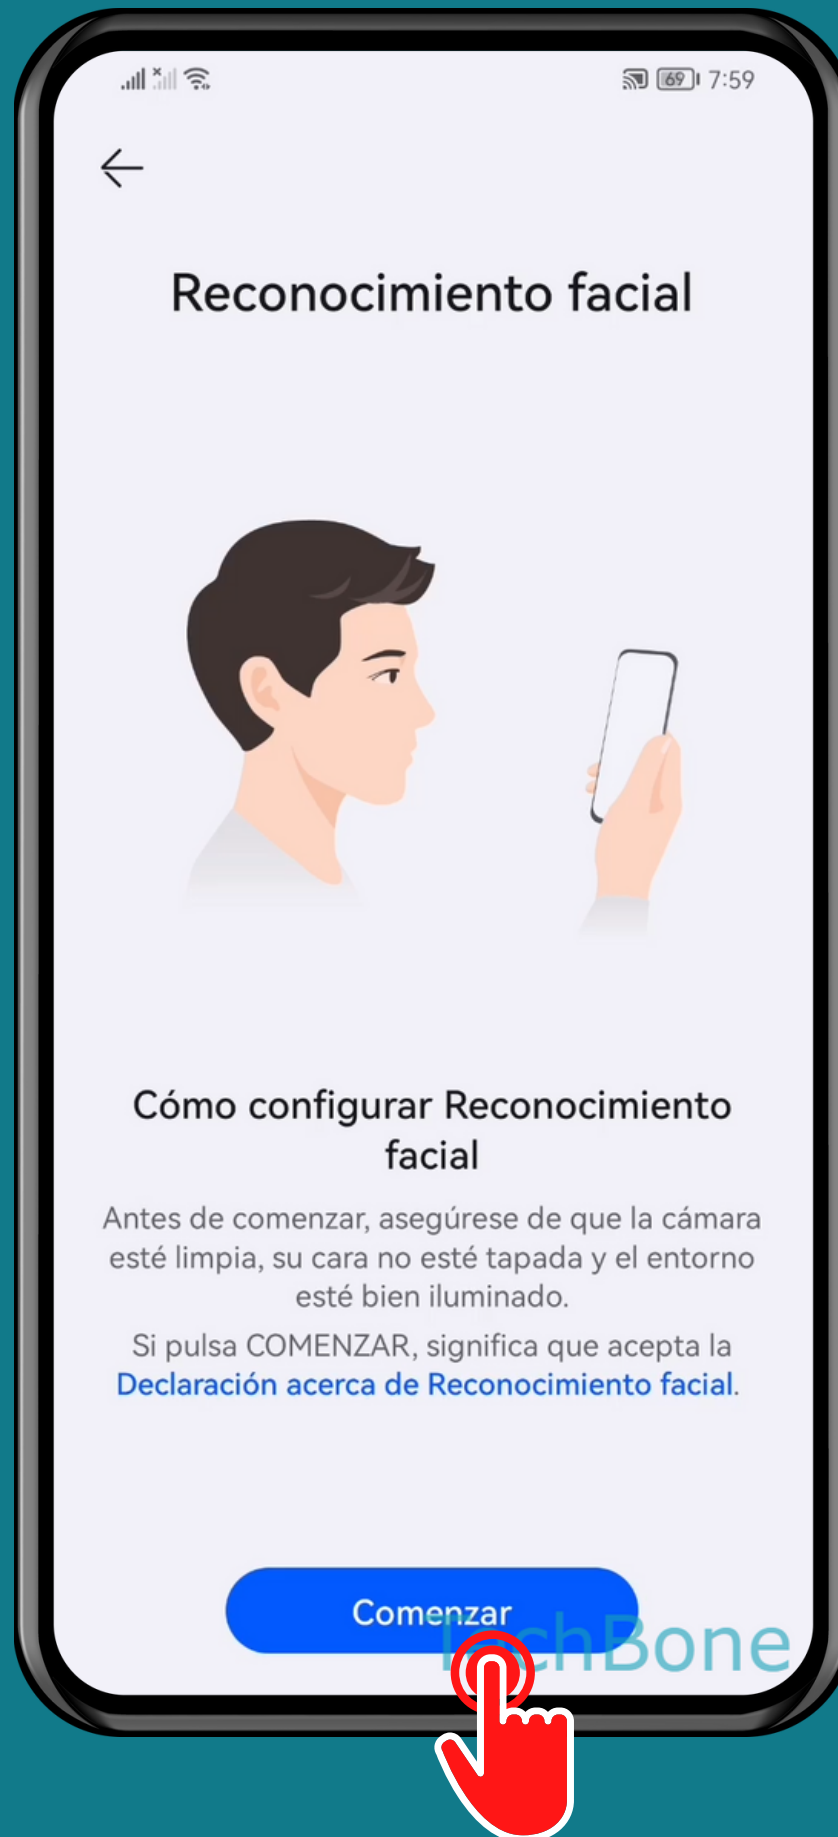 69 7:59
Reconocimiento facial
Cómo configurar Reconocimiento
facial
Antes de comenzar, asegúrese de que la cámara
esté limpia, su cara no esté tapada y el entorno
esté bien iluminado.
Si pulsa COMENZAR, significa que acepta la
Declaración acerca de Reconocimiento facial.
Comenzar
TechBone